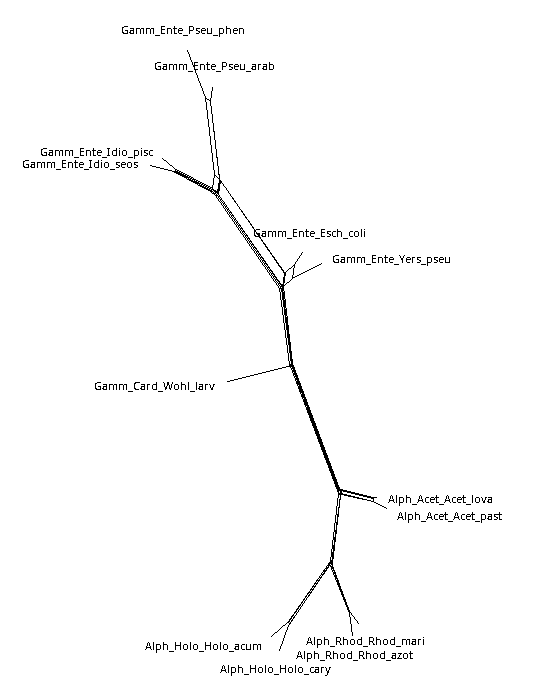 Gamm_Ente_Pseu_phen
Gamm_Ente_Pseu_arab
Gamm_Ente_Idio_pisc
Gamm_Ente_Idio_seos
Gamm_Ente_Esch_coli
Gamm_Ente_Yers_pseu
Gamm_Card_Wohl_larv
Alph_Acet_Acet_lova
Alph_Acet_Acet_past
Alph_Rhod_Rhod_mari
Alph_Holo_Holo_acum
Alph_Rhod_Rhod_azot
Alph_Holo_Holo_cary